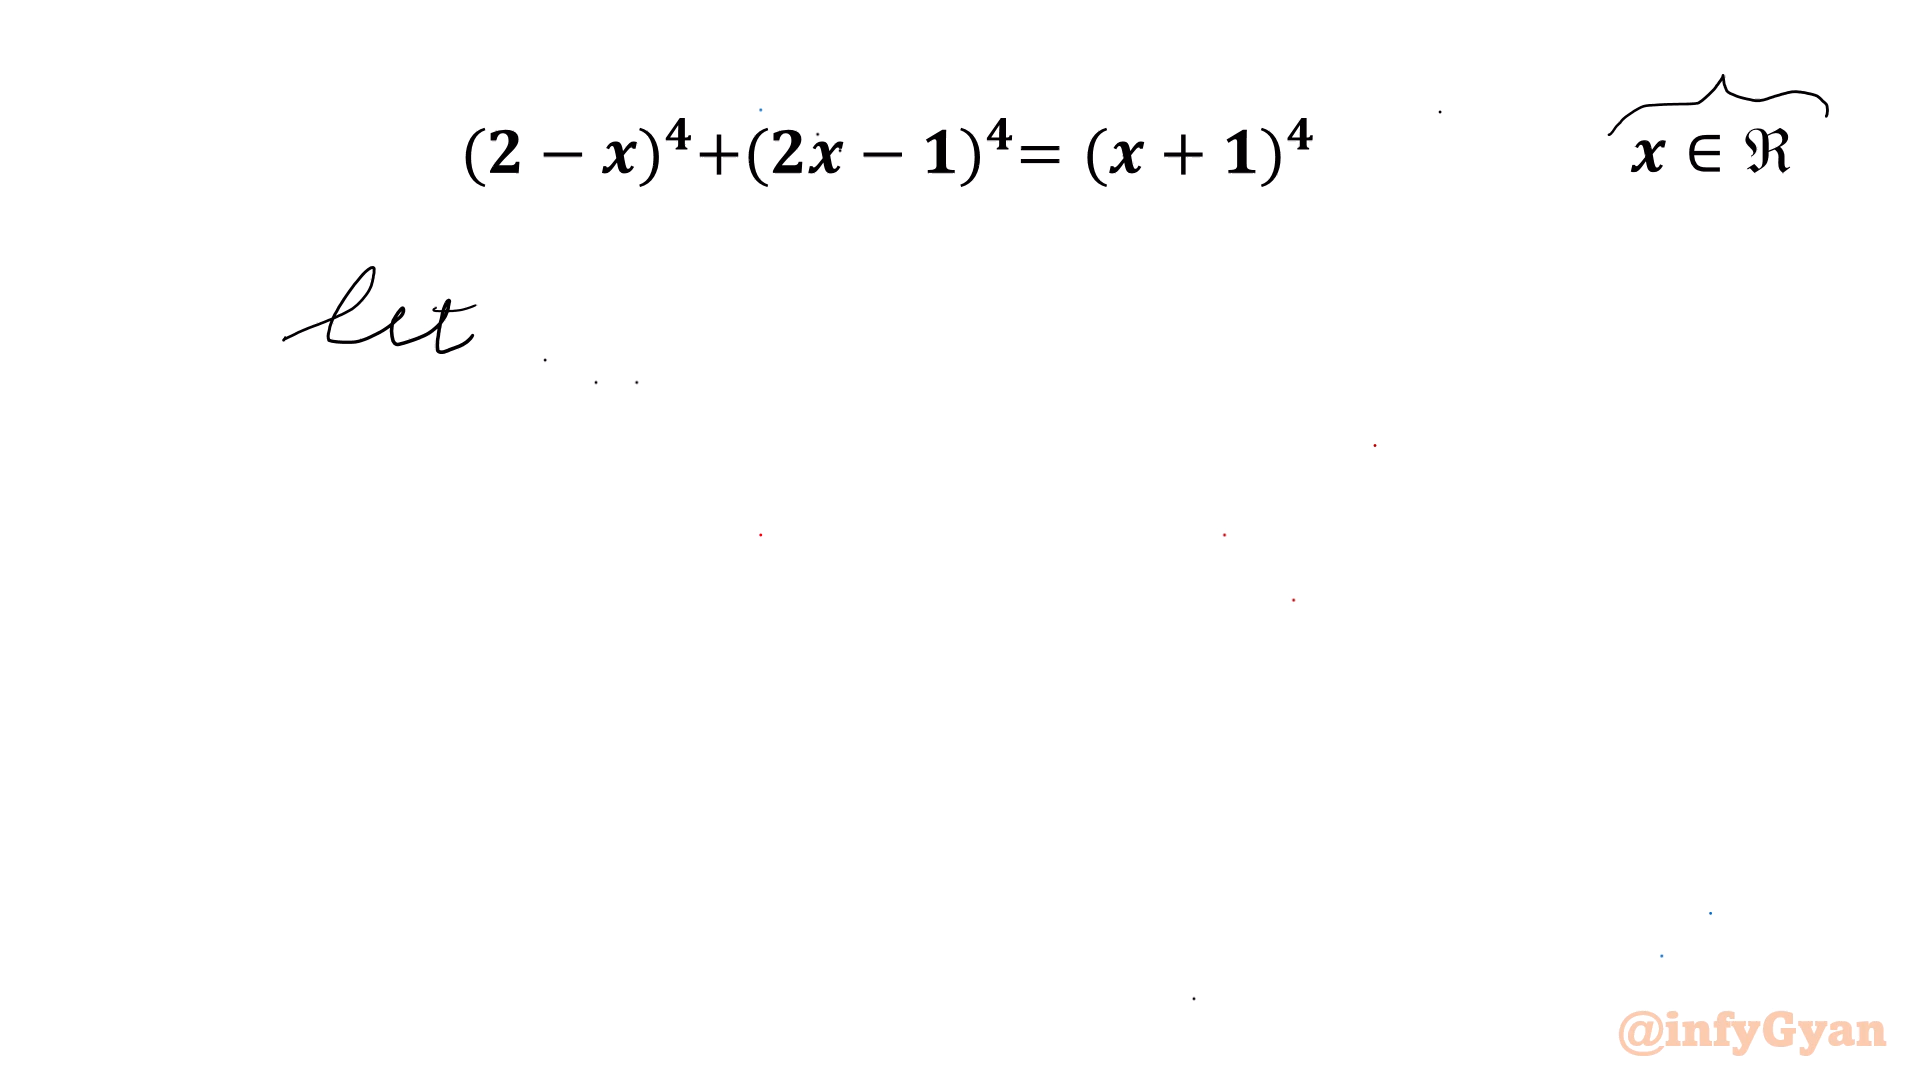 (2 − x)⁴+(2x − 1)⁴= (x + 1)⁴ x ∈ ℜ
let
@infyGyan